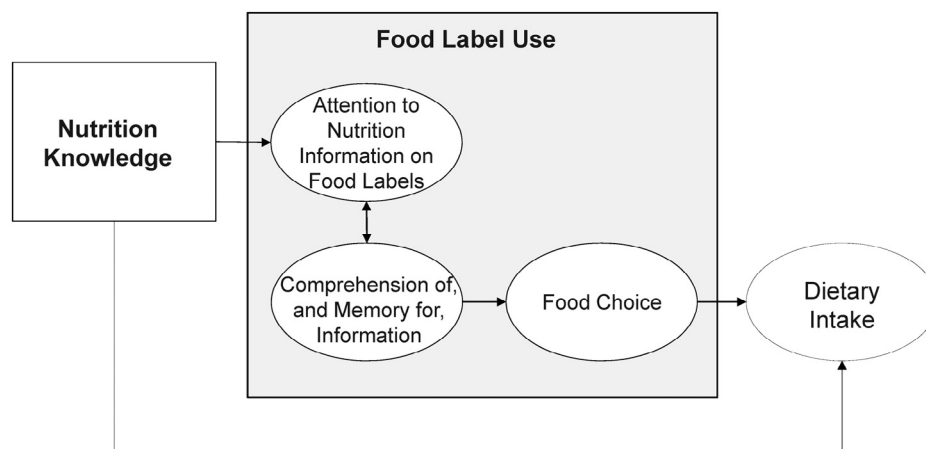 Food Label Use
Nutrition
Knowledge
Attention to
Nutrition
Information on
Food Labels
Comprehension of,
and Memory for,
Information
Food Choice
Dietary
Intake